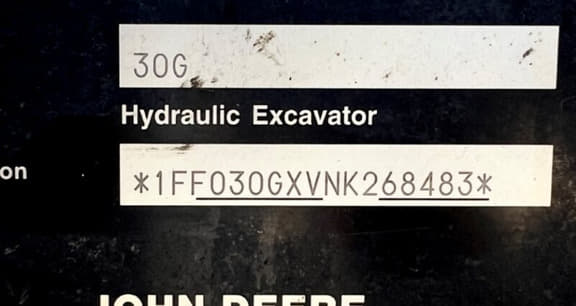 30G
Hydraulic Excavator
on
*1FF030GXVNK268483*
JOHN DEERE